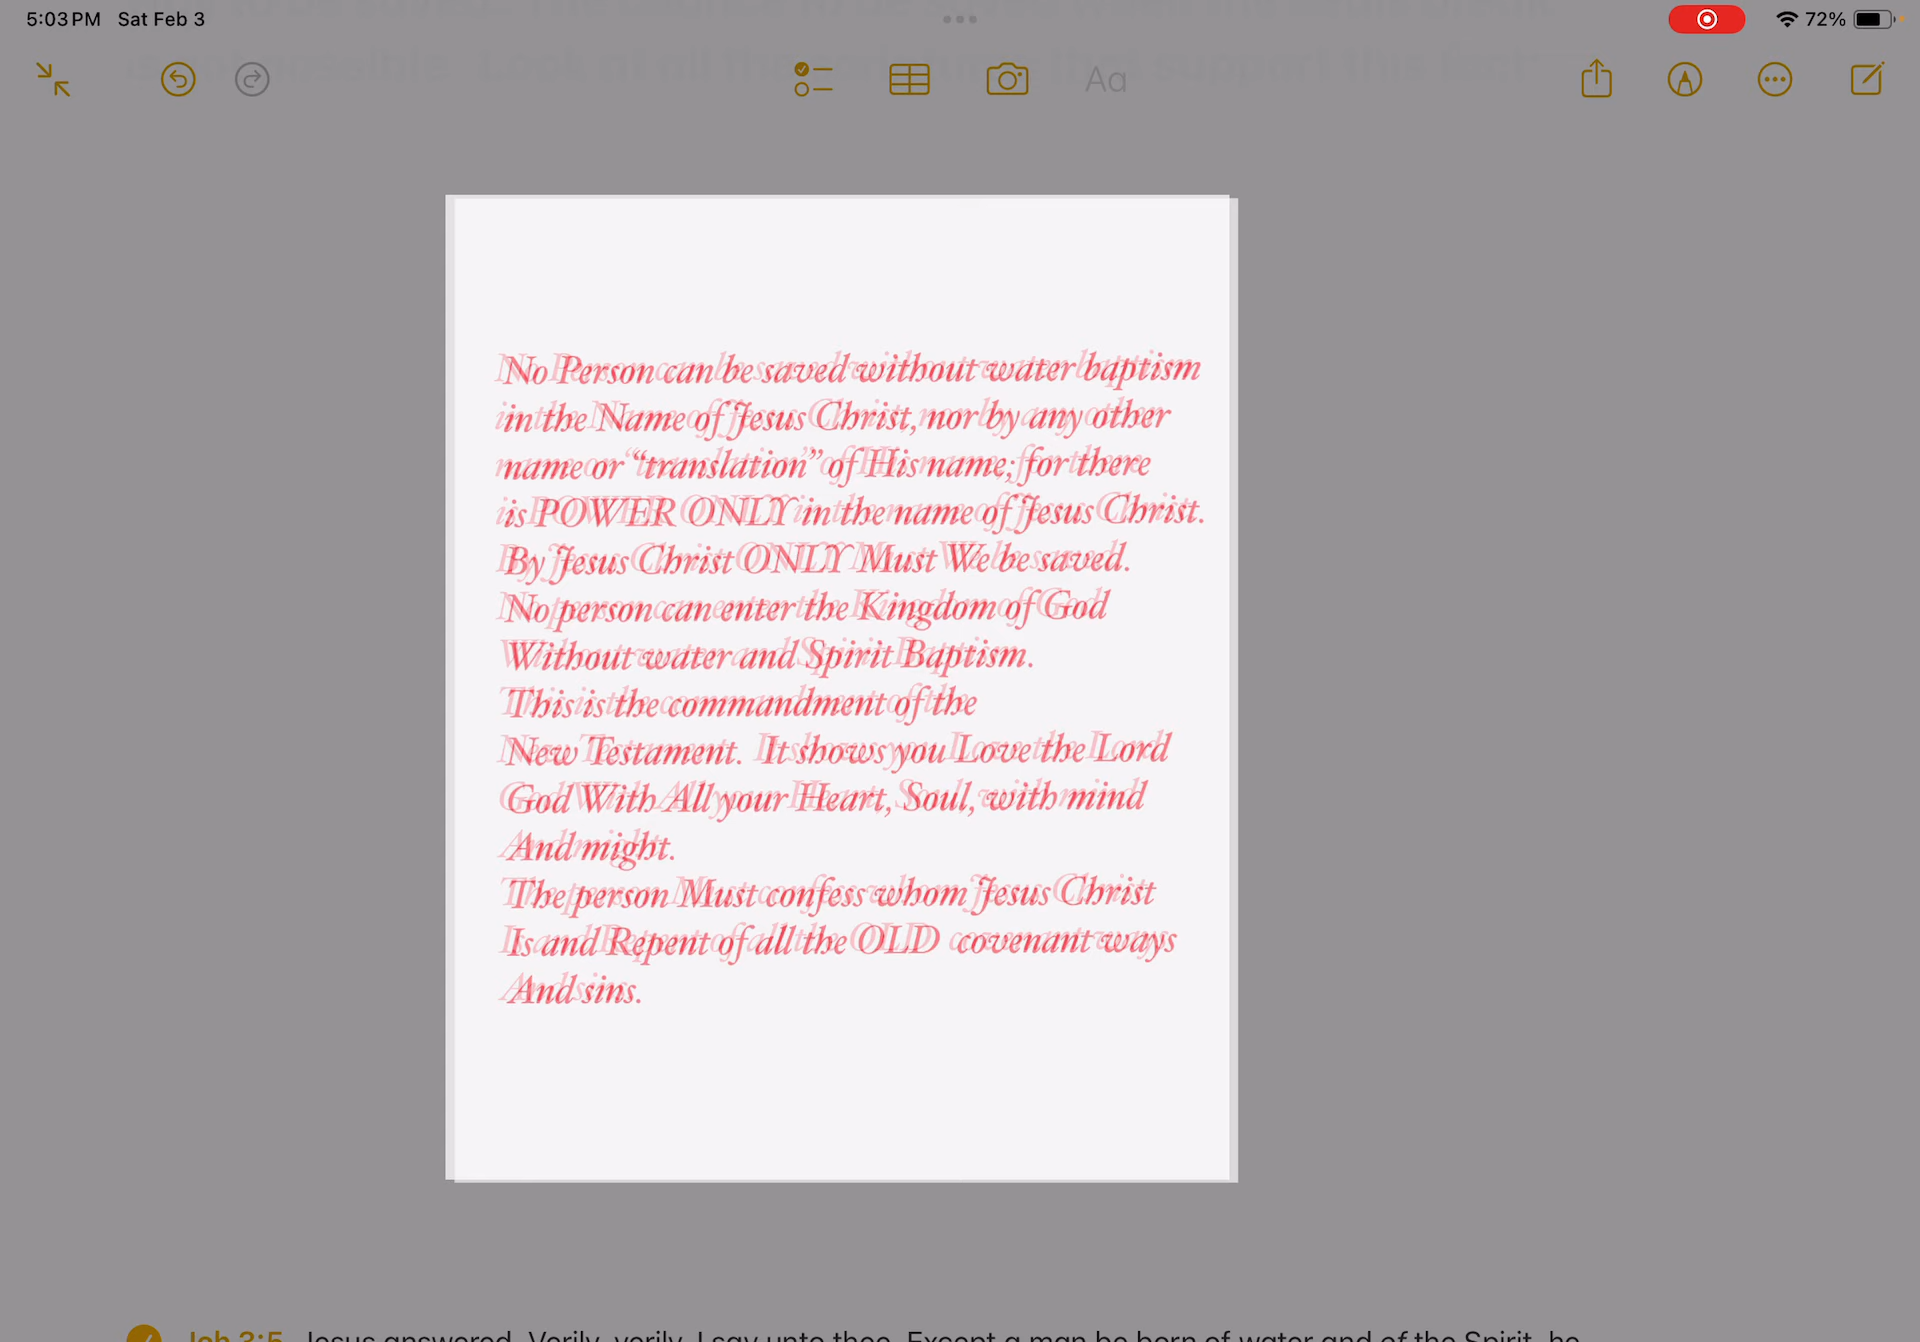 5:03 PM Sat Feb 3
72%
Aa
No Person can be saved without water baptism
in the Name of Jesus Christ, nor by any other
name or “translation” of His name; for there
is POWER ONLY in the name of Jesus Christ.
By Jesus Christ ONLY Must We be saved.
No person can enter the Kingdom of God
Without water and Spirit Baptism.
This is the commandment of the
New Testament. It shows you Love the Lord
God With All your Heart, Soul, with mind
And might.
The person Must confess whom Jesus Christ
Is and Repent of all the OLD covenant ways
And sins.
Joh 3:5 Jesus answered, Verily, verily, I say unto thee, Except a man be born of water and of the Spirit, he